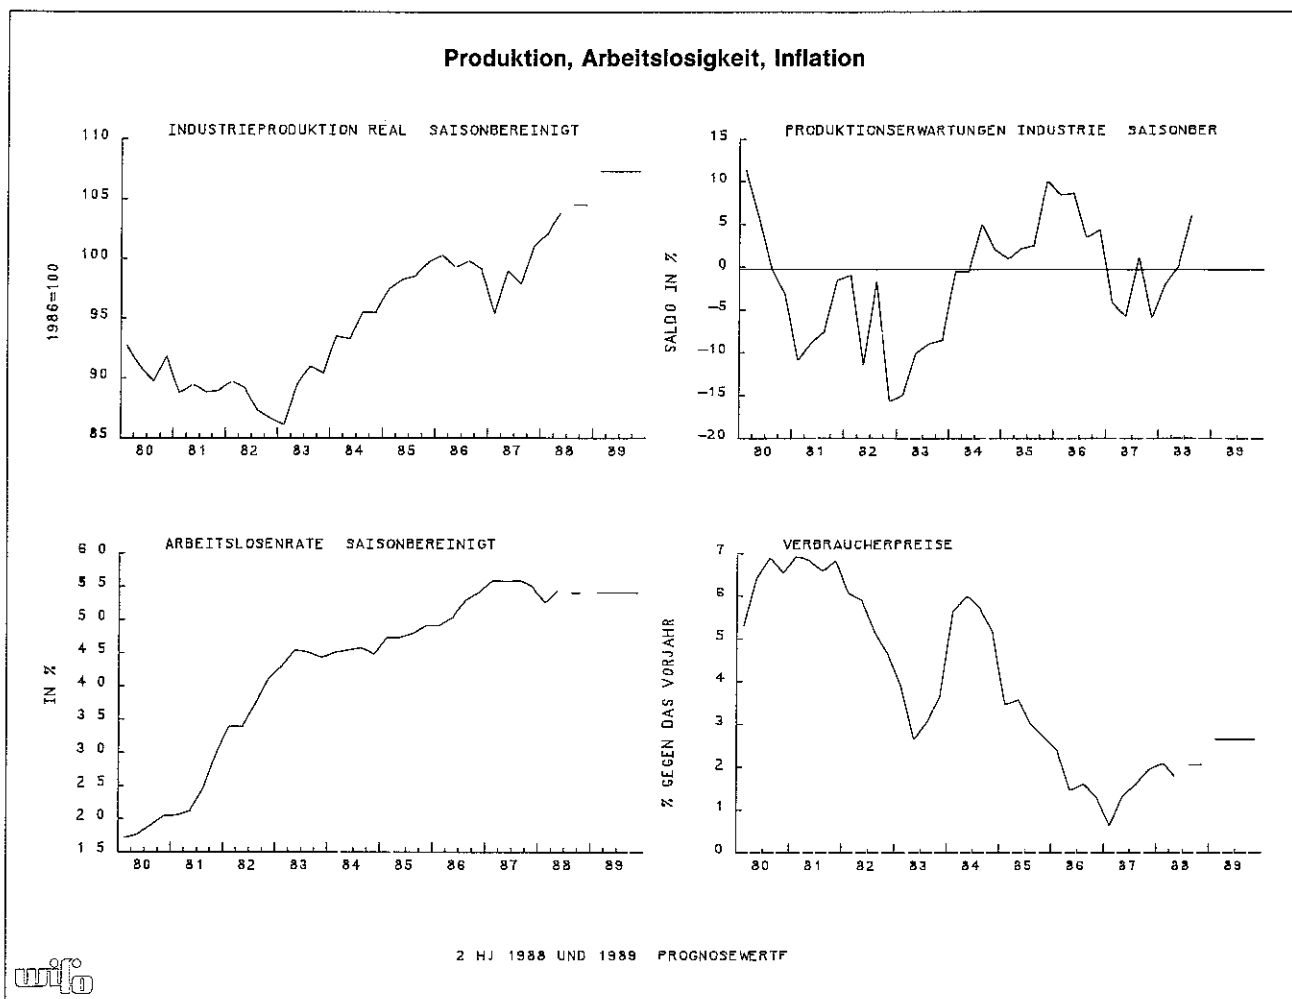 Produktion, Arbeitslosigkeit, Inflation
INDUSTRIEPRODUKTION REAL SAISONBEREINIGT
110
105
100
95
90
85
1986=100
80 81 82 83 84 85 86 87 88 89
PRODUKTIONSERWARTUNGEN INDUSTRIE SAISONBER
15
10
5
0
-5
-10
-15
-20
SALDO IN %
80 81 82 83 84 85 86 87 88 89
ARBEITSLOSENRATE SAISONBEREINIGT
6 0
5 5
5 0
4 5
4 0
3 5
3 0
2 5
2 0
1 5
IN %
80 81 82 83 84 85 86 87 88 89
VERBRAUCHERPREISE
7
6
5
4
3
2
1
0
% GEGEN DAS VORJAHR
80 81 82 83 84 85 86 87 88 89
2 HJ 1988 UND 1989 PROGNOSEWERTE
wifo